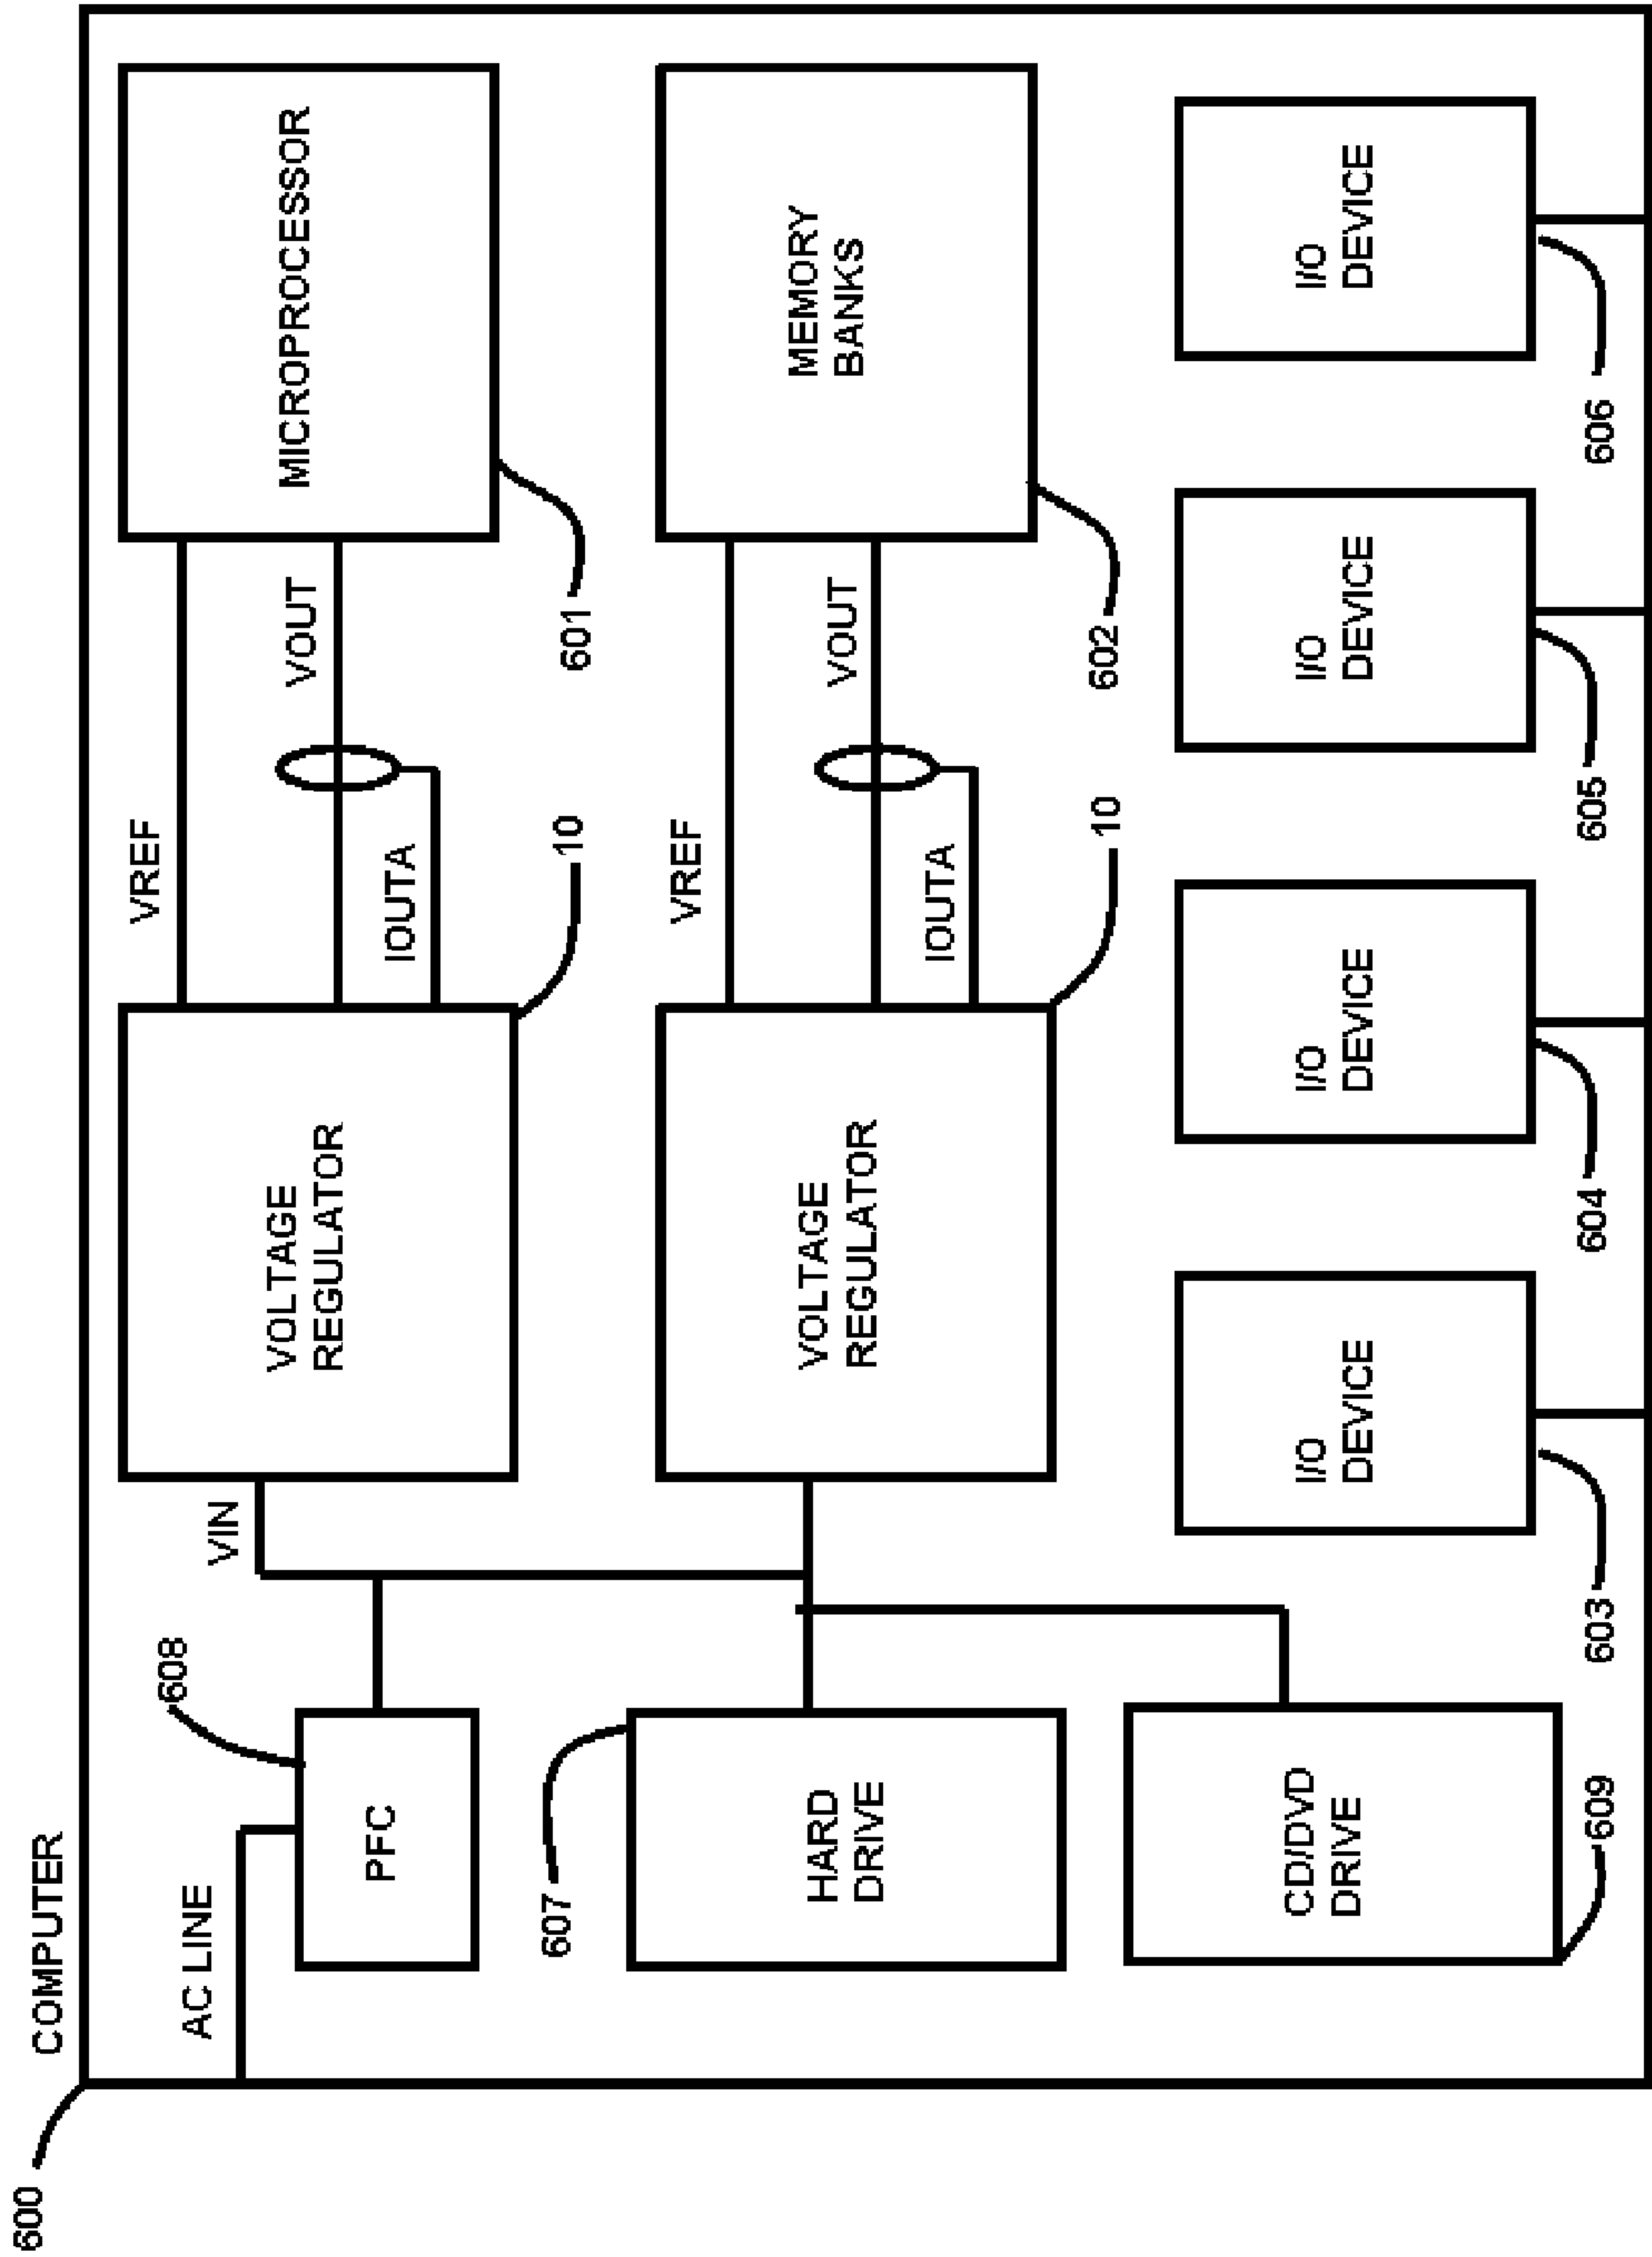 600
COMPUTER
AC LINE
608
PFC
VIN
VOLTAGE
REGULATOR
10
VREF
VOUT
IOUTA
MICROPROCESSOR
601
607
HARD
DRIVE
VOLTAGE
REGULATOR
10
VREF
VOUT
IOUTA
MEMORY
BANKS
602
CD/DVD
DRIVE
609
I/O
DEVICE
603
I/O
DEVICE
604
I/O
DEVICE
605
I/O
DEVICE
606